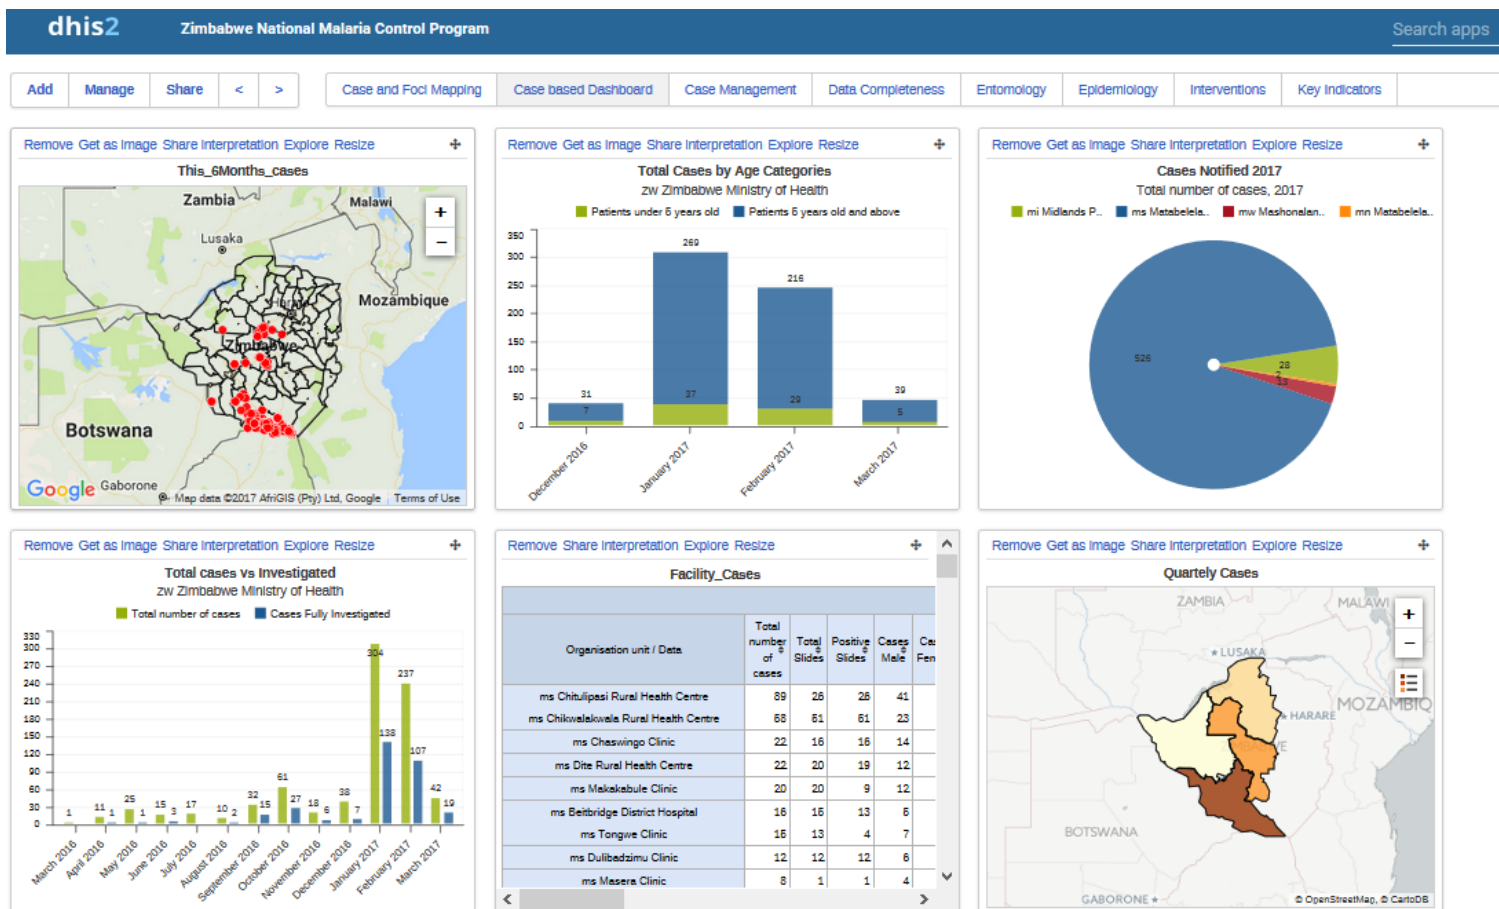 dhis2
Zimbabwe National Malaria Control Program
Search apps
Add Manage Share < >
Case and Foci Mapping Case based Dashboard Case Management Data Completeness Entomology Epidemiology Interventions Key Indicators
Remove Get as Image Share Interpretation Explore Resize
This_6Months_cases
Zambia
Malawi
+
−
Lusaka
Mozambique
Zimbabwe
Botswana
Google
Gaborone
Map data ©2017 AfriGIS (Pty) Ltd, Google
Terms of Use
Remove Get as Image Share Interpretation Explore Resize
Total Cases by Age Categories
zw Zimbabwe Ministry of Health
Patients under 5 years old Patients 5 years old and above
350
300
250
200
150
100
50
0
31
7
269
37
216
29
39
5
December 2016 January 2017 February 2017 March 2017
Remove Get as Image Share Interpretation Explore Resize
Cases Notified 2017
Total number of cases, 2017
mi Midlands P.. ms Matabelela.. mw Mashonalan.. mn Matabelela..
526
28
2
13
Remove Get as Image Share Interpretation Explore Resize
Total cases vs Investigated
zw Zimbabwe Ministry of Health
Total number of cases Cases Fully Investigated
330
300
270
240
210
180
150
120
90
60
30
0
1
11 1
25 1
15 3
17
10 2
32 15
61 27
18 6
38 7
304 138
237 107
42 19
March 2016 April 2016 May 2016 June 2016 July 2016 August 2016 September 2016 October 2016 November 2016 December 2016 January 2017 February 2017 March 2017
Remove Share Interpretation Explore Resize
Facility_Cases
Organisation unit / Data
Total number of cases
Total Slides
Positive Slides
Cases Male
Cas
Fem
ms Chitulipasi Rural Health Centre 89 26 26 41
ms Chikwalakwala Rural Health Centre 58 51 51 23
ms Chaswingo Clinic 22 16 16 14
ms Dite Rural Health Centre 22 20 19 12
ms Makakabule Clinic 20 20 9 12
ms Beitbridge District Hospital 16 15 13 5
ms Tongwe Clinic 15 13 4 7
ms Dulibadzimu Clinic 12 12 12 6
ms Masera Clinic 8 1 1 4
Remove Get as Image Share Interpretation Explore Resize
Quartely Cases
ZAMBIA
MALAWI
+
−
LUSAKA
MOZAMBIQ
HARARE
BOTSWANA
GABORONE
© OpenStreetMap, © CartoDB